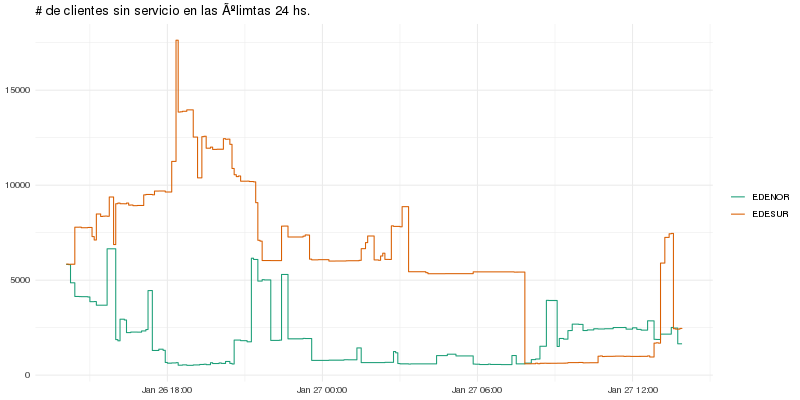 # de clientes sin servicio en las Ãºlimtas 24 hs.
15000
10000
5000
0
Jan 26 18:00
Jan 27 00:00
Jan 27 06:00
Jan 27 12:00
EDENOR
EDESUR